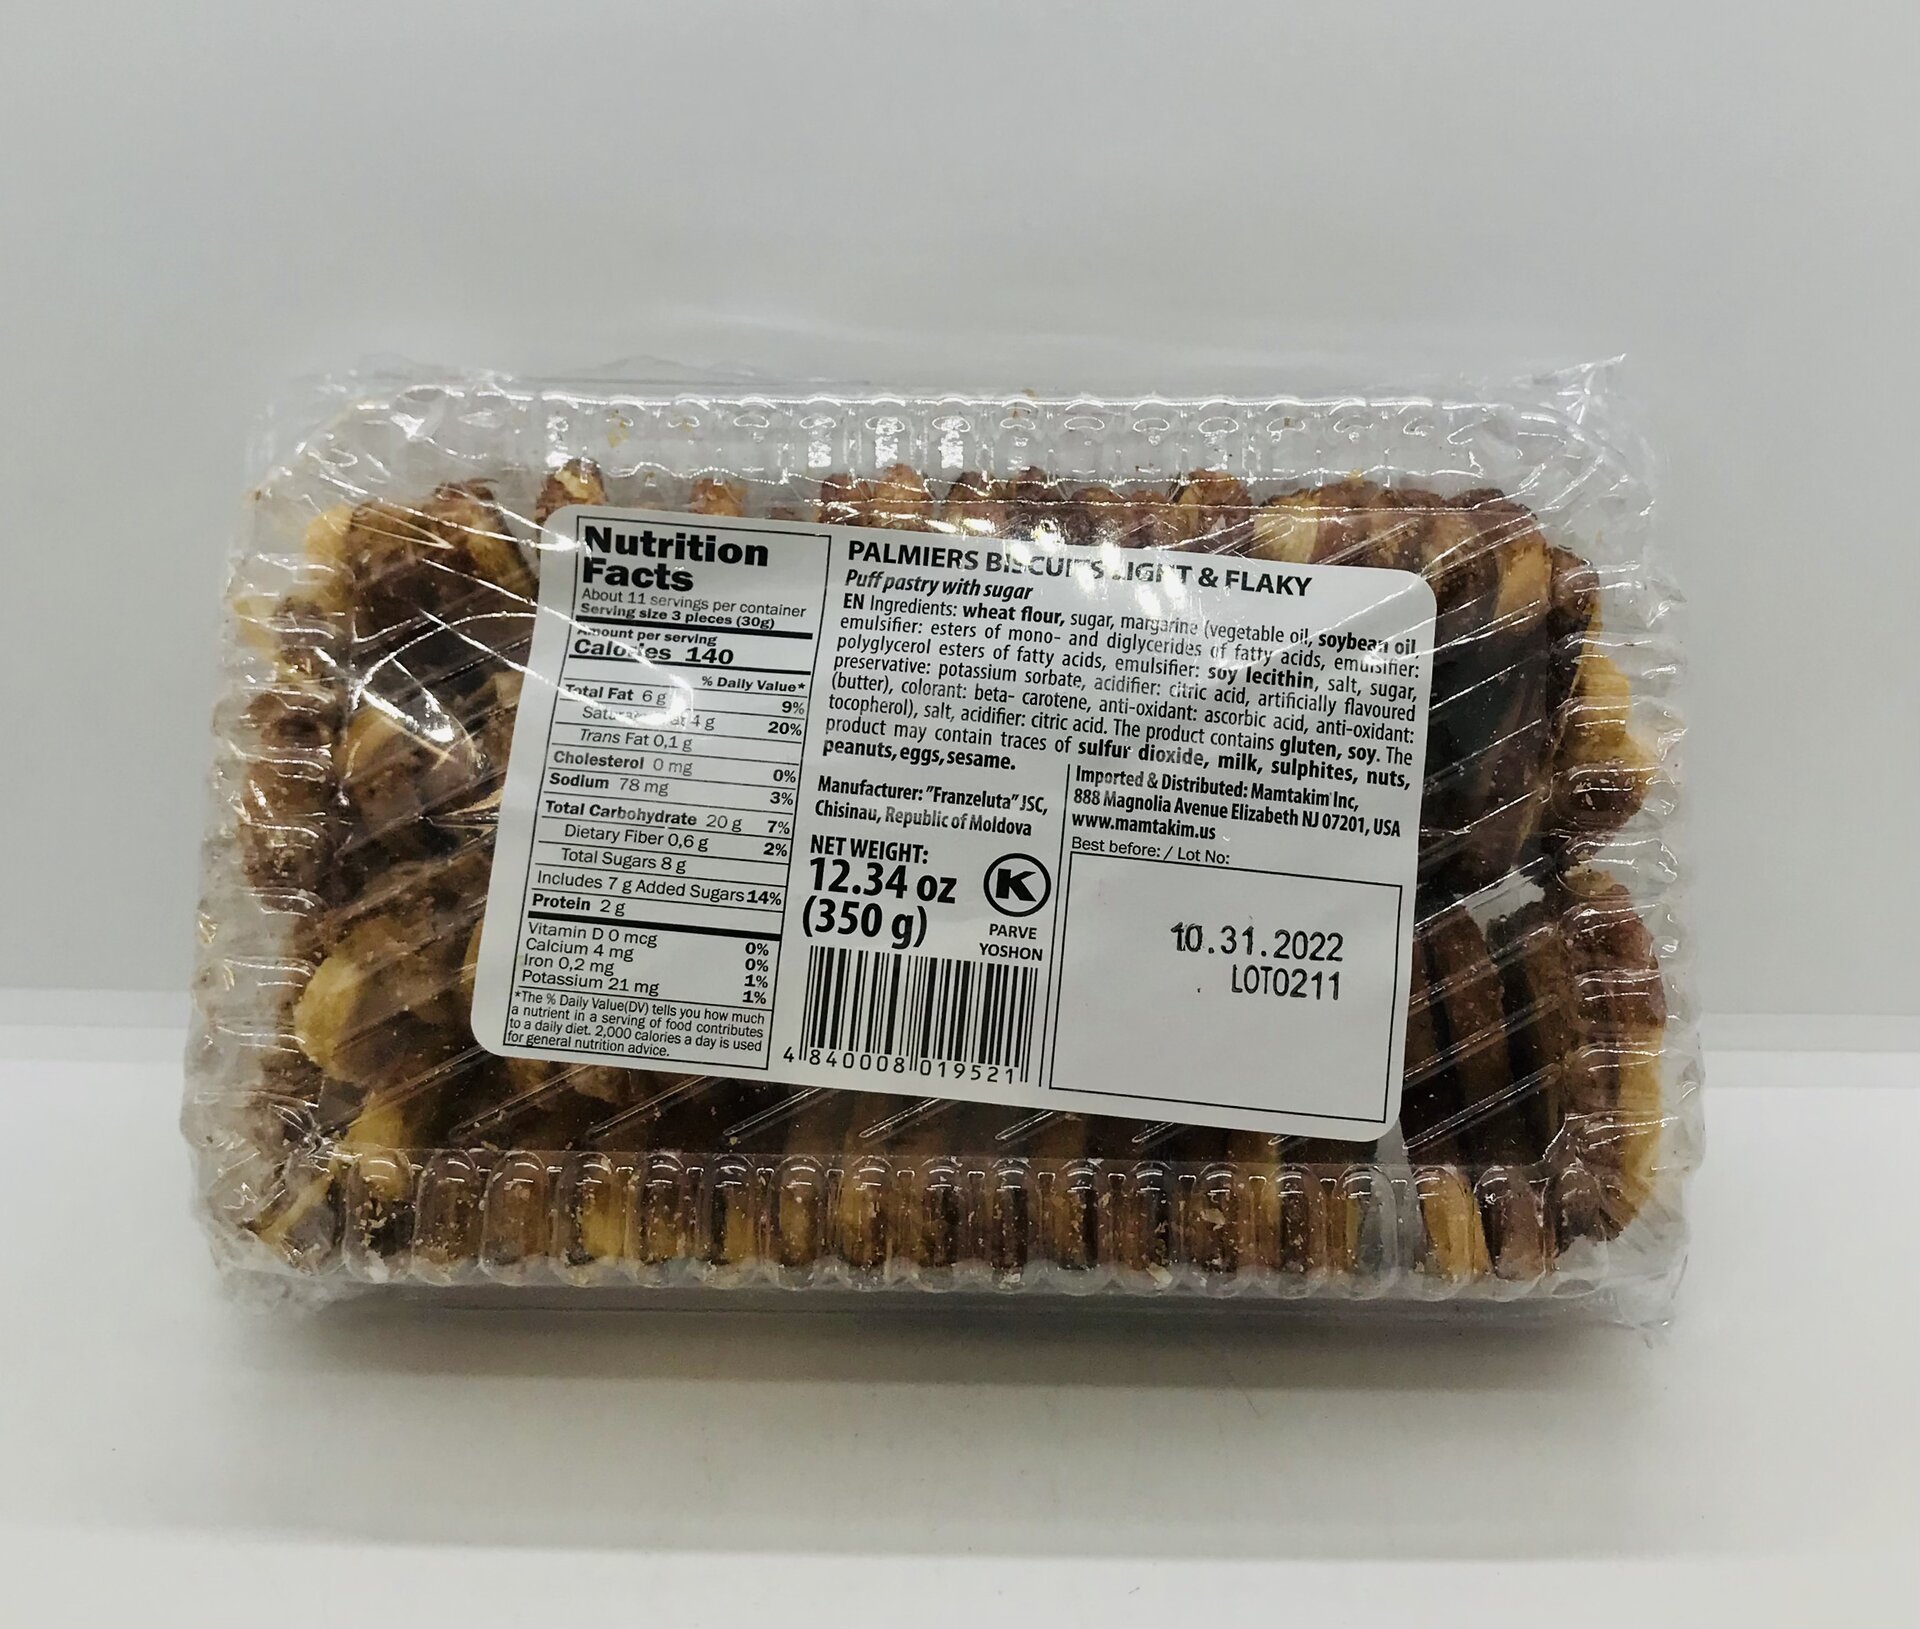 Nutrition
Facts
About 11 servings per container
Serving size 3 pieces (30g)
Amount per serving
Calories 140
% Daily Value*
Total Fat 6 g 9%
Saturated Fat 4 g 20%
Trans Fat 0,1 g
Cholesterol 0 mg 0%
Sodium 78 mg 3%
Total Carbohydrate 20 g 7%
Dietary Fiber 0,6 g 2%
Total Sugars 8 g
Includes 7 g Added Sugars 14%
Protein 2 g
Vitamin D 0 mcg 0%
Calcium 4 mg 0%
Iron 0,2 mg 1%
Potassium 21 mg 1%
*The % Daily Value(DV) tells you how much
a nutrient in a serving of food contributes
to a daily diet. 2,000 calories a day is used
for general nutrition advice.
PALMIERS BISCUITS LIGHT & FLAKY
Puff pastry with sugar
EN Ingredients: wheat flour, sugar, margarine (vegetable oil, soybean oil,
emulsifier: esters of mono- and diglycerides of fatty acids, emulsifier:
polyglycerol esters of fatty acids, emulsifier: soy lecithin, salt, sugar,
preservative: potassium sorbate, acidifier: citric acid, artificially flavoured
(butter), colorant: beta- carotene, anti-oxidant: ascorbic acid, anti-oxidant:
tocopherol), salt, acidifier: citric acid. The product contains gluten, soy. The
product may contain traces of sulfur dioxide, milk, sulphites, nuts,
peanuts, eggs, sesame.
Manufacturer: "Franzeluta" JSC,
Chisinau, Republic of Moldova
NET WEIGHT:
12.34 oz
(350 g)
K
PARVE
YOSHON
4 840008 019521
Imported & Distributed: Mamtakim Inc,
888 Magnolia Avenue Elizabeth NJ 07201, USA
www.mamtakim.us
Best before: / Lot No:
10.31.2022
LOT0211